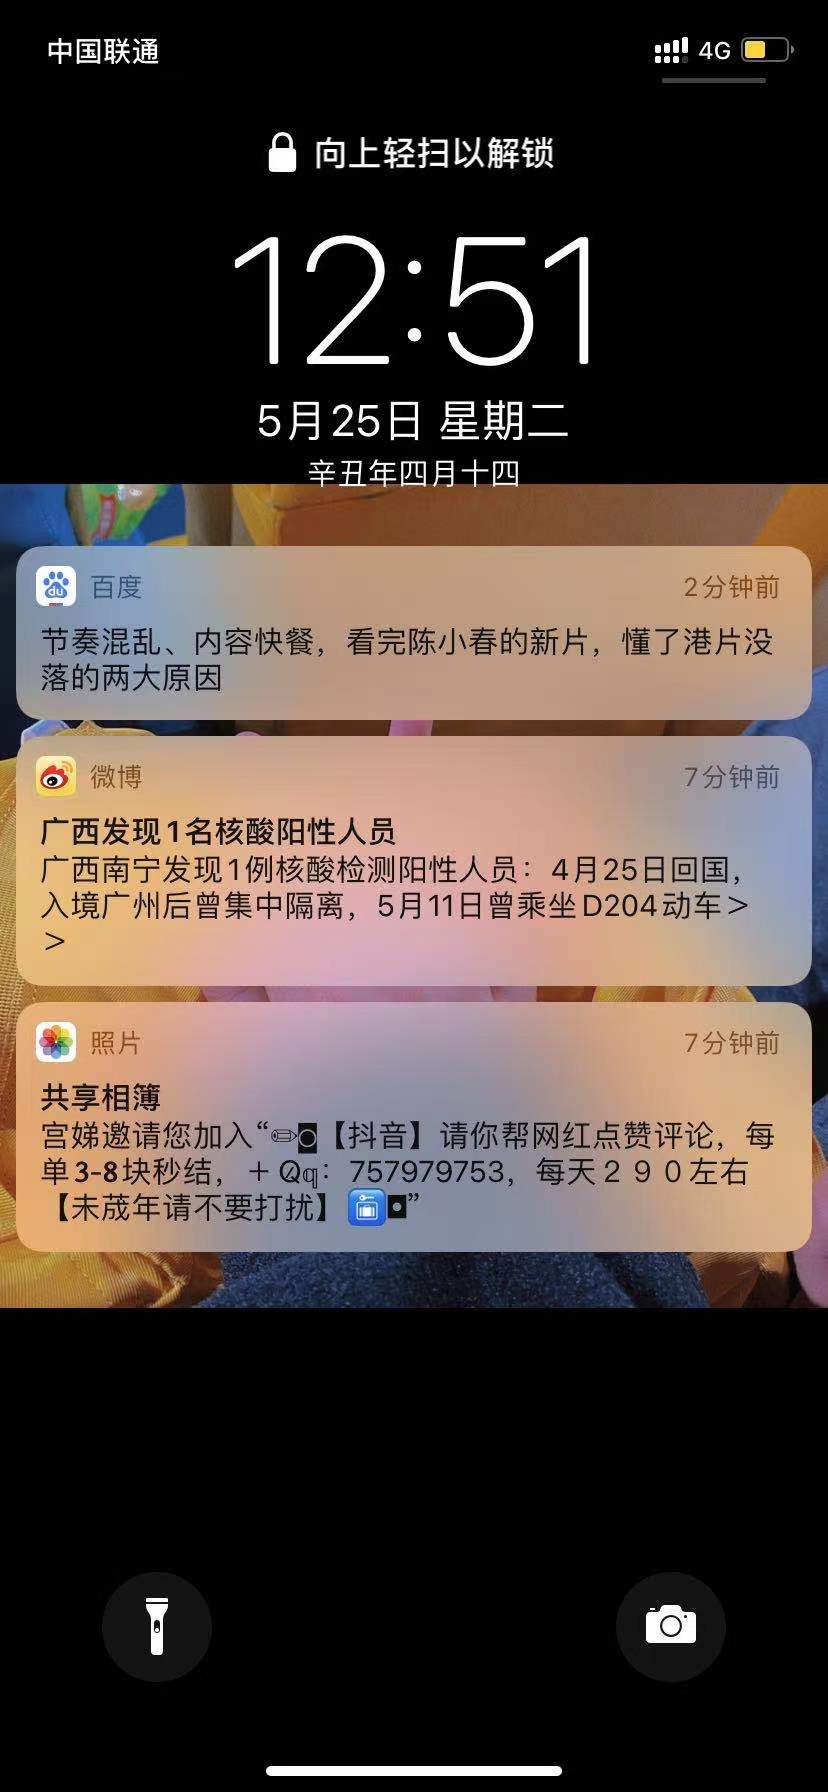 中国联通
4G
向上轻扫以解锁
12:51
5月25日 星期二
辛丑年四月十四
du 百度
2分钟前
节奏混乱、内容快餐，看完陈小春的新片，懂了港片没
落的两大原因
微博
7分钟前
广西发现1名核酸阳性人员
广西南宁发现1例核酸检测阳性人员：4月25日回国，
入境广州后曾集中隔离，5月11日曾乘坐D204动车>
>
照片
7分钟前
共享相簿
宫娣邀请您加入“✏◙【抖音】请你帮网红点赞评论，每
单3-8块秒结，＋Ⓠq：757979753，每天２９０左右
【未荿年请不要打扰】🛅◘”